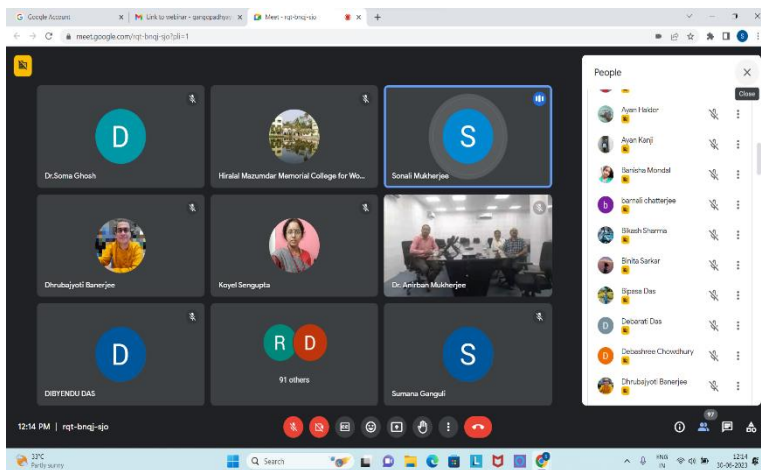 Google Account
Link to webinar - gangopadhyay
Meet - rqt-bnqj-sjo
meet.google.com/rqt-bnqj-sjo?pli=1
People
Close
D
S
Dr.Soma Ghosh
Hiralal Mazumdar Memorial College for Wo...
Sonali Mukherjee
Dhrubajyoti Banerjee
Koyel Sengupta
Dr. Anirban Mukherjee
D
R D
91 others
S
DIBYENDU DAS
Sumana Ganguli
Ayan Halder
Ayan Kanji
Banisha Mondal
b
barnali chatterjee
Bikash Sharma
Binita Sarkar
Bipasa Das
D
Debarati Das
D
Debashree Chowdhury
Dhrubajyoti Banerjee
12:14 PM | rqt-bnqj-sjo
97
33°C
Partly sunny
Search
ENG
IN
12:14
30-06-2023